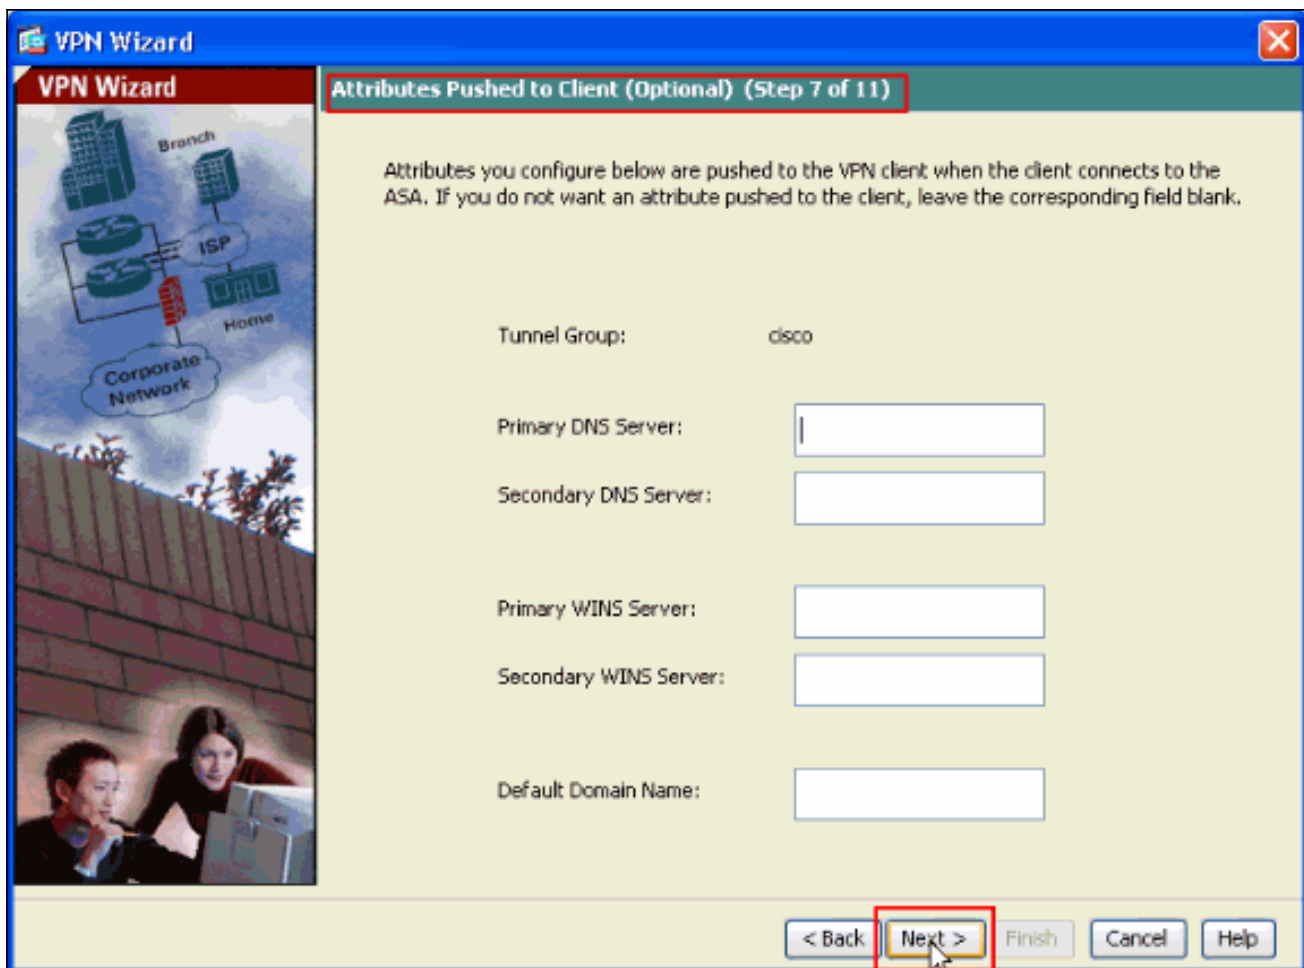 VPN Wizard
VPN Wizard
Attributes Pushed to Client (Optional) (Step 7 of 11)
Branch
ISP
Home
Corporate
Network
Attributes you configure below are pushed to the VPN client when the client connects to the
ASA. If you do not want an attribute pushed to the client, leave the corresponding field blank.
Tunnel Group: cisco
Primary DNS Server:
Secondary DNS Server:
Primary WINS Server:
Secondary WINS Server:
Default Domain Name:
< Back Next > Finish Cancel Help